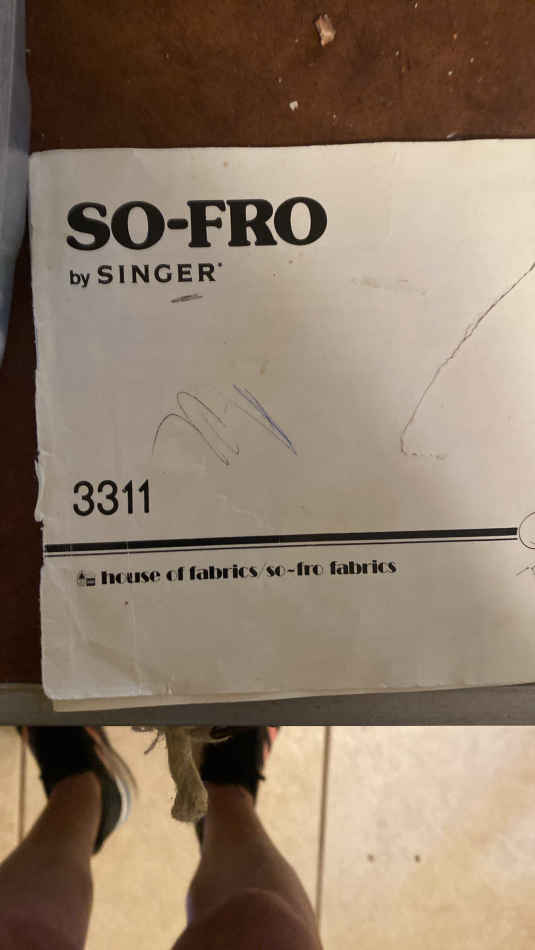 SO-FRO
by SINGER*
3311
house of fabrics/so-fro fabrics